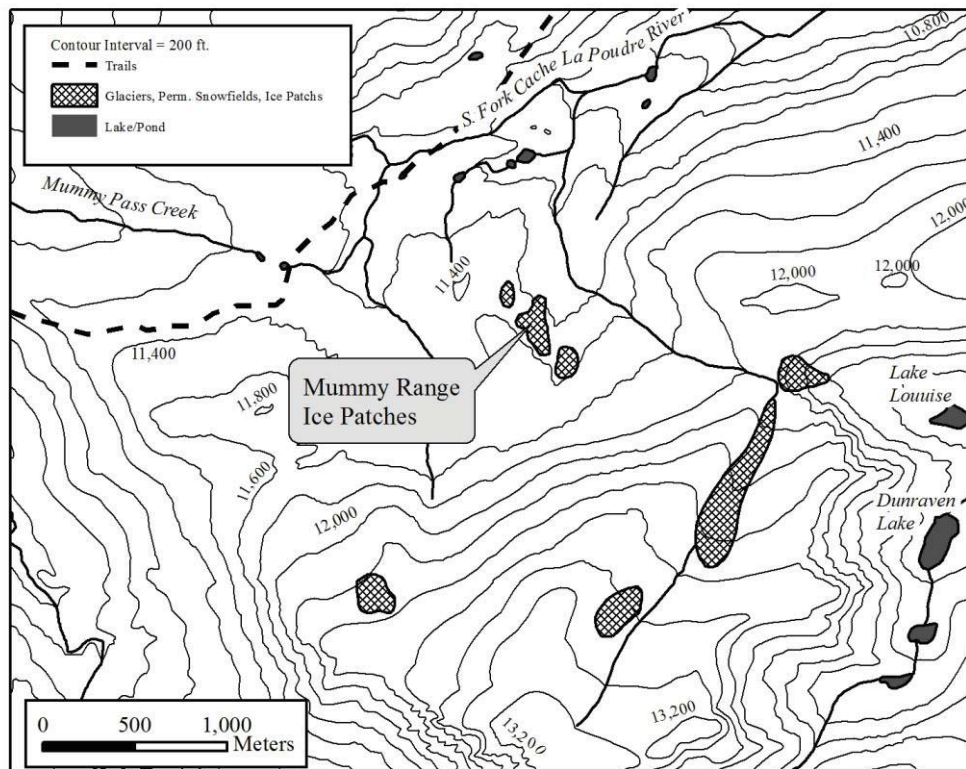 Contour Interval = 200 ft.
Trails
Glaciers, Perm. Snowfields, Ice Patchs
Lake/Pond
S. Fork Cache La Poudre River
10,800
11,400
Mummy Pass Creek
12,000
12,000
12,000
11,400
11,400
Mummy Range
Ice Patches
Lake
Louuise
11,800
11,600
Dunraven
Lake
12,000
13,200
13,200
0 500 1,000
Meters